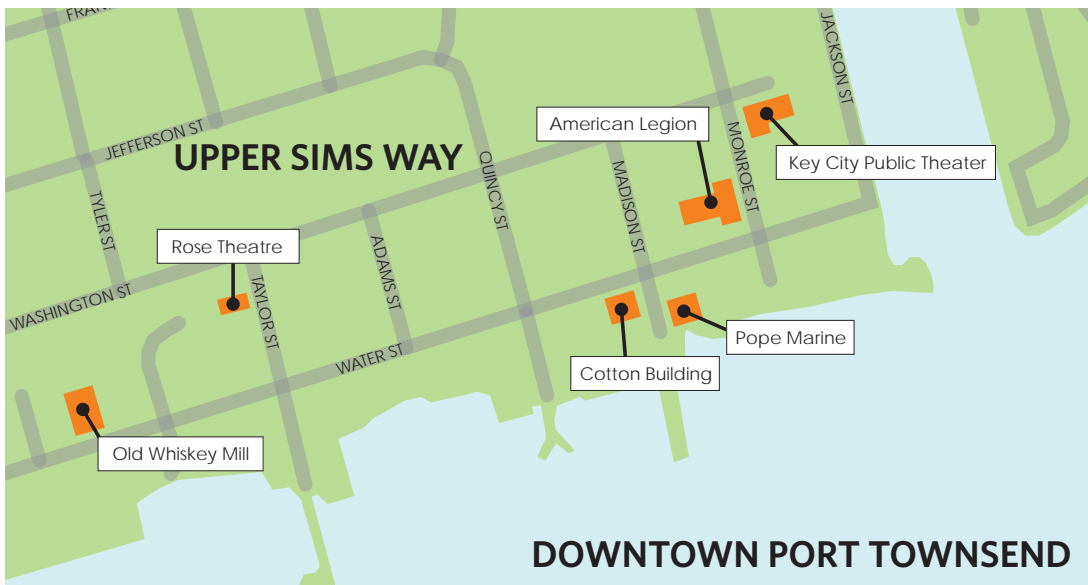 JACKSON ST
American Legion
MONROE ST
JEFFERSON ST
UPPER SIMS WAY
QUINCY ST
MADISON ST
Key City Public Theater
TYLER ST
Rose Theatre
ADAMS ST
TAYLOR ST
WASHINGTON ST
WATER ST
Pope Marine
Cotton Building
Old Whiskey Mill
DOWNTOWN PORT TOWNSEND